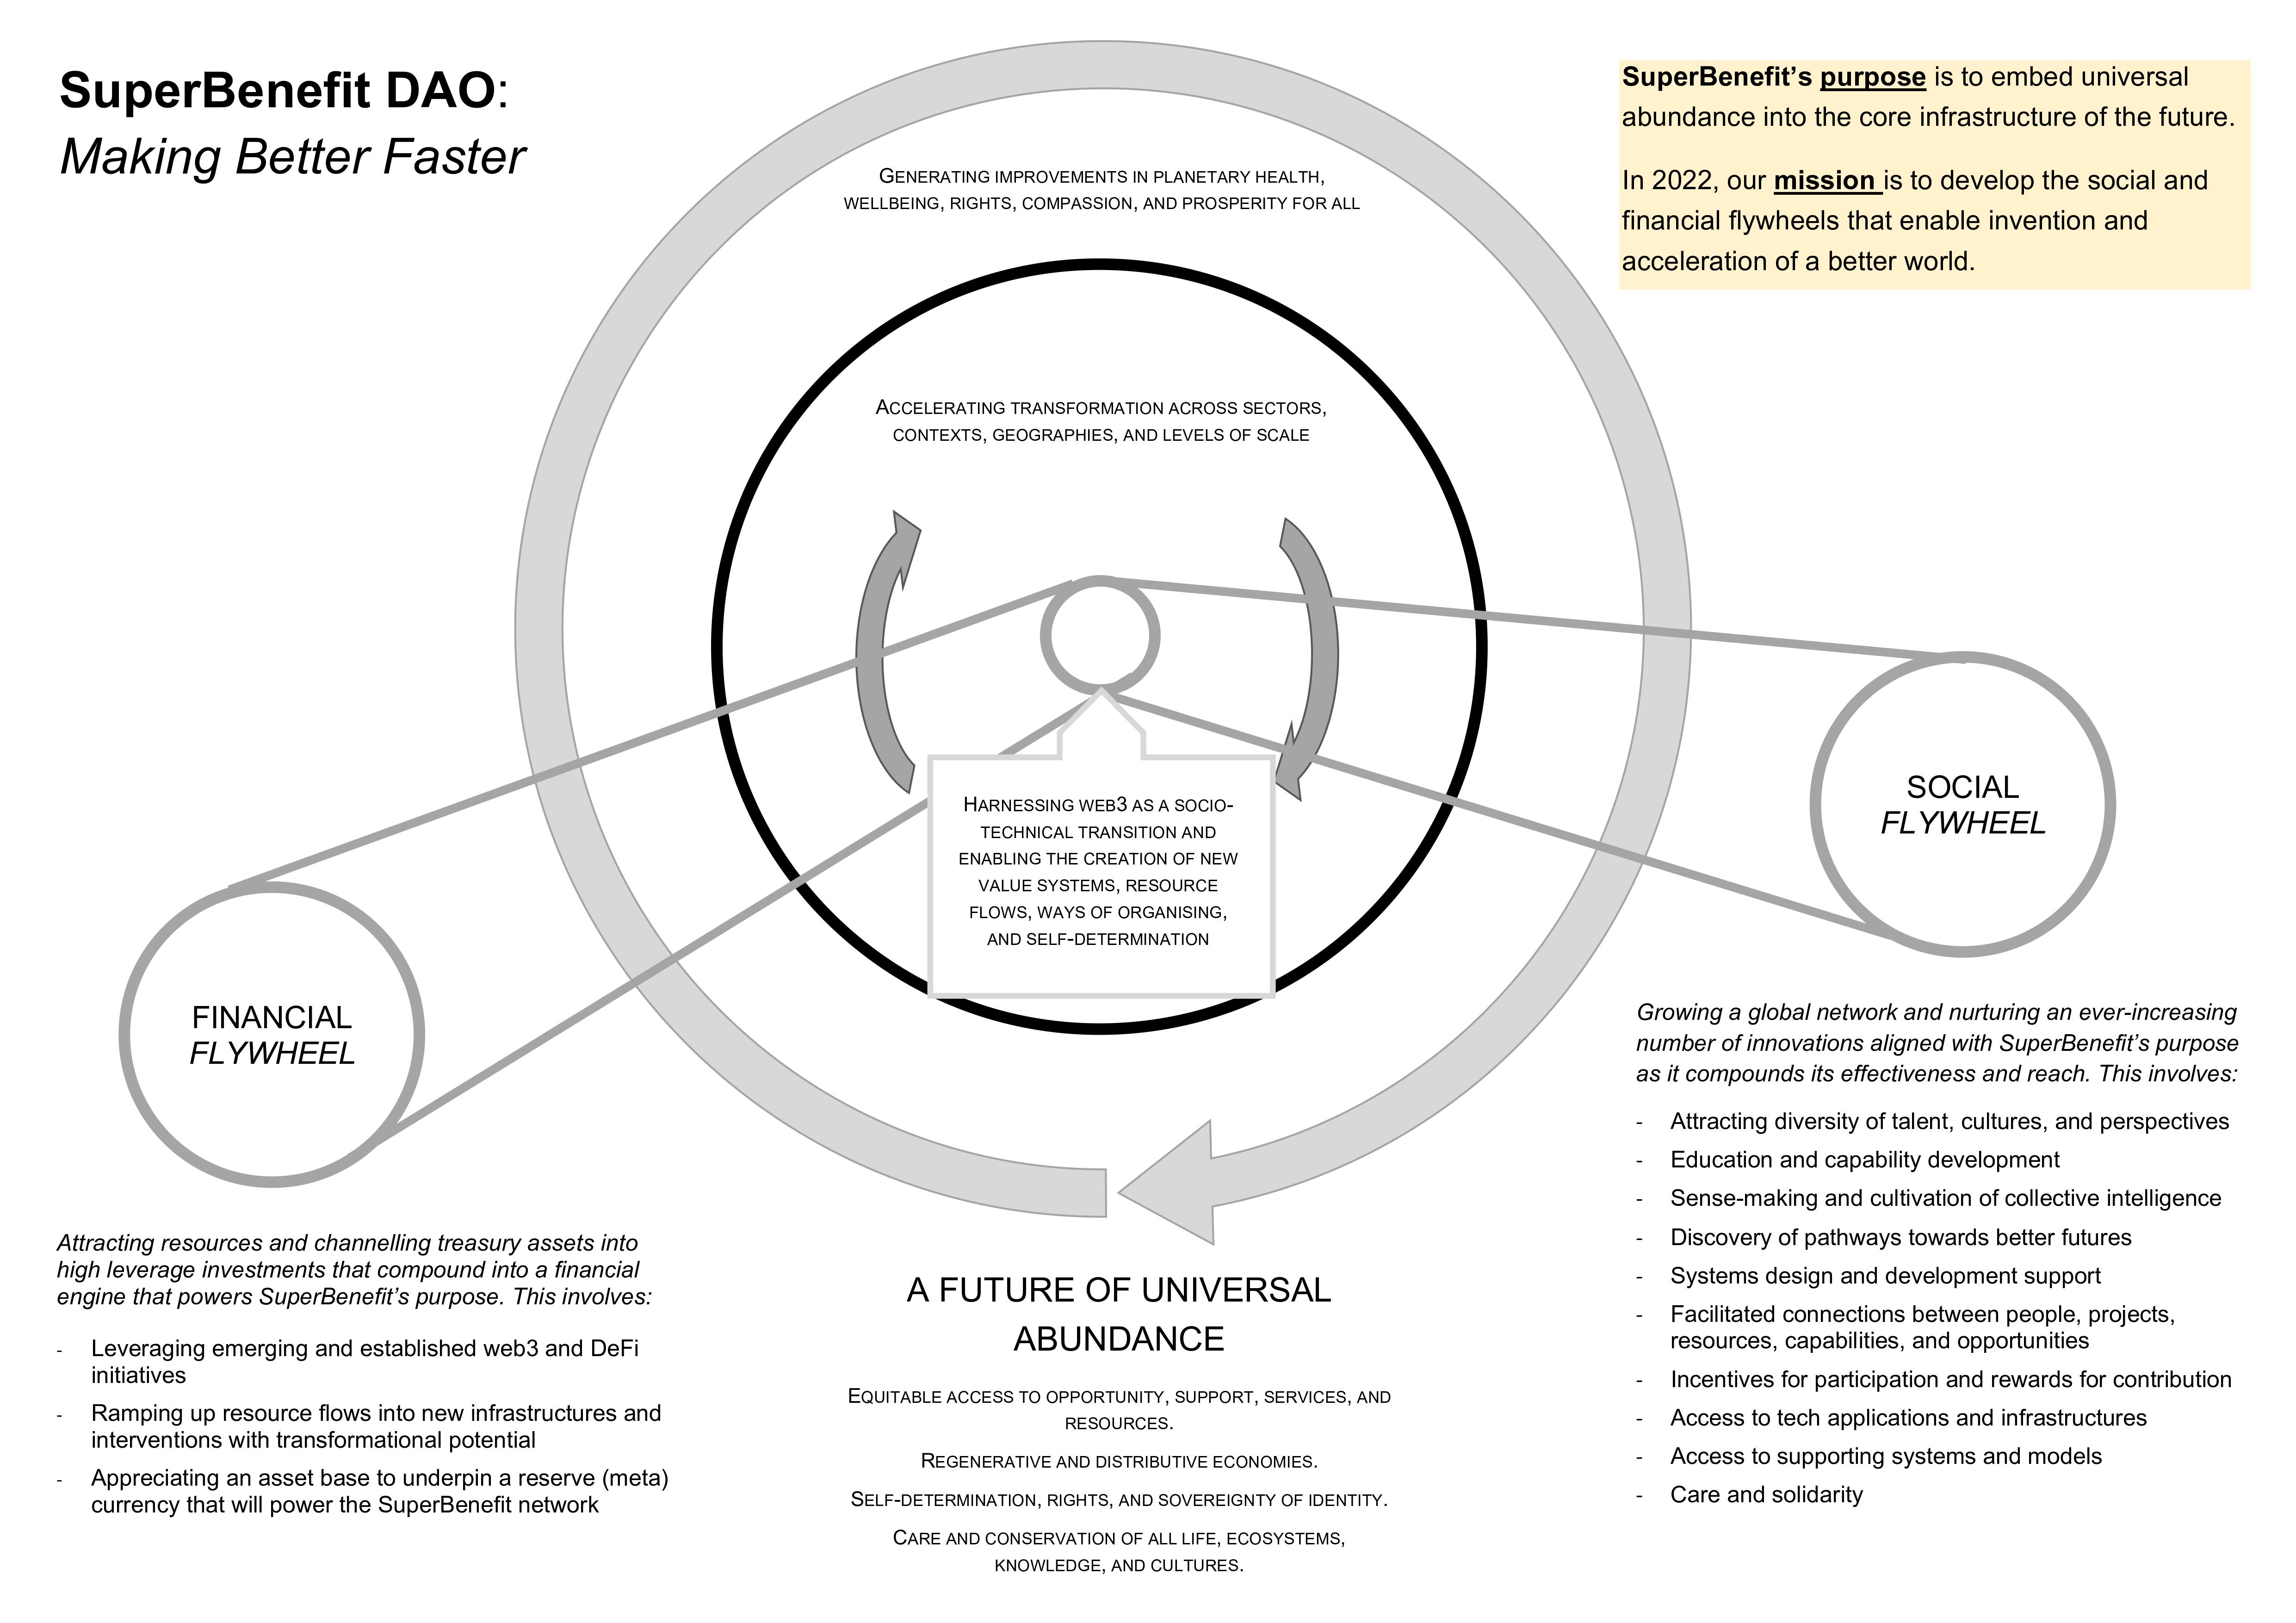 SuperBenefit DAO:
Making Better Faster
SuperBenefit’s purpose is to embed universal
abundance into the core infrastructure of the future.
In 2022, our mission is to develop the social and
financial flywheels that enable invention and
acceleration of a better world.
Generating improvements in planetary health,
wellbeing, rights, compassion, and prosperity for all
Accelerating transformation across sectors,
contexts, geographies, and levels of scale
Harnessing web3 as a socio-
technical transition and
enabling the creation of new
value systems, resource
flows, ways of organising,
and self-determination
SOCIAL
FLYWHEEL
FINANCIAL
FLYWHEEL
Attracting resources and channelling treasury assets into
high leverage investments that compound into a financial
engine that powers SuperBenefit’s purpose. This involves:
- Leveraging emerging and established web3 and DeFi
initiatives
- Ramping up resource flows into new infrastructures and
interventions with transformational potential
- Appreciating an asset base to underpin a reserve (meta)
currency that will power the SuperBenefit network
A FUTURE OF UNIVERSAL
ABUNDANCE
Equitable access to opportunity, support, services, and
resources.
Regenerative and distributive economies.
Self-determination, rights, and sovereignty of identity.
Care and conservation of all life, ecosystems,
knowledge, and cultures.
Growing a global network and nurturing an ever-increasing
number of innovations aligned with SuperBenefit’s purpose
as it compounds its effectiveness and reach. This involves:
- Attracting diversity of talent, cultures, and perspectives
- Education and capability development
- Sense-making and cultivation of collective intelligence
- Discovery of pathways towards better futures
- Systems design and development support
- Facilitated connections between people, projects,
resources, capabilities, and opportunities
- Incentives for participation and rewards for contribution
- Access to tech applications and infrastructures
- Access to supporting systems and models
- Care and solidarity